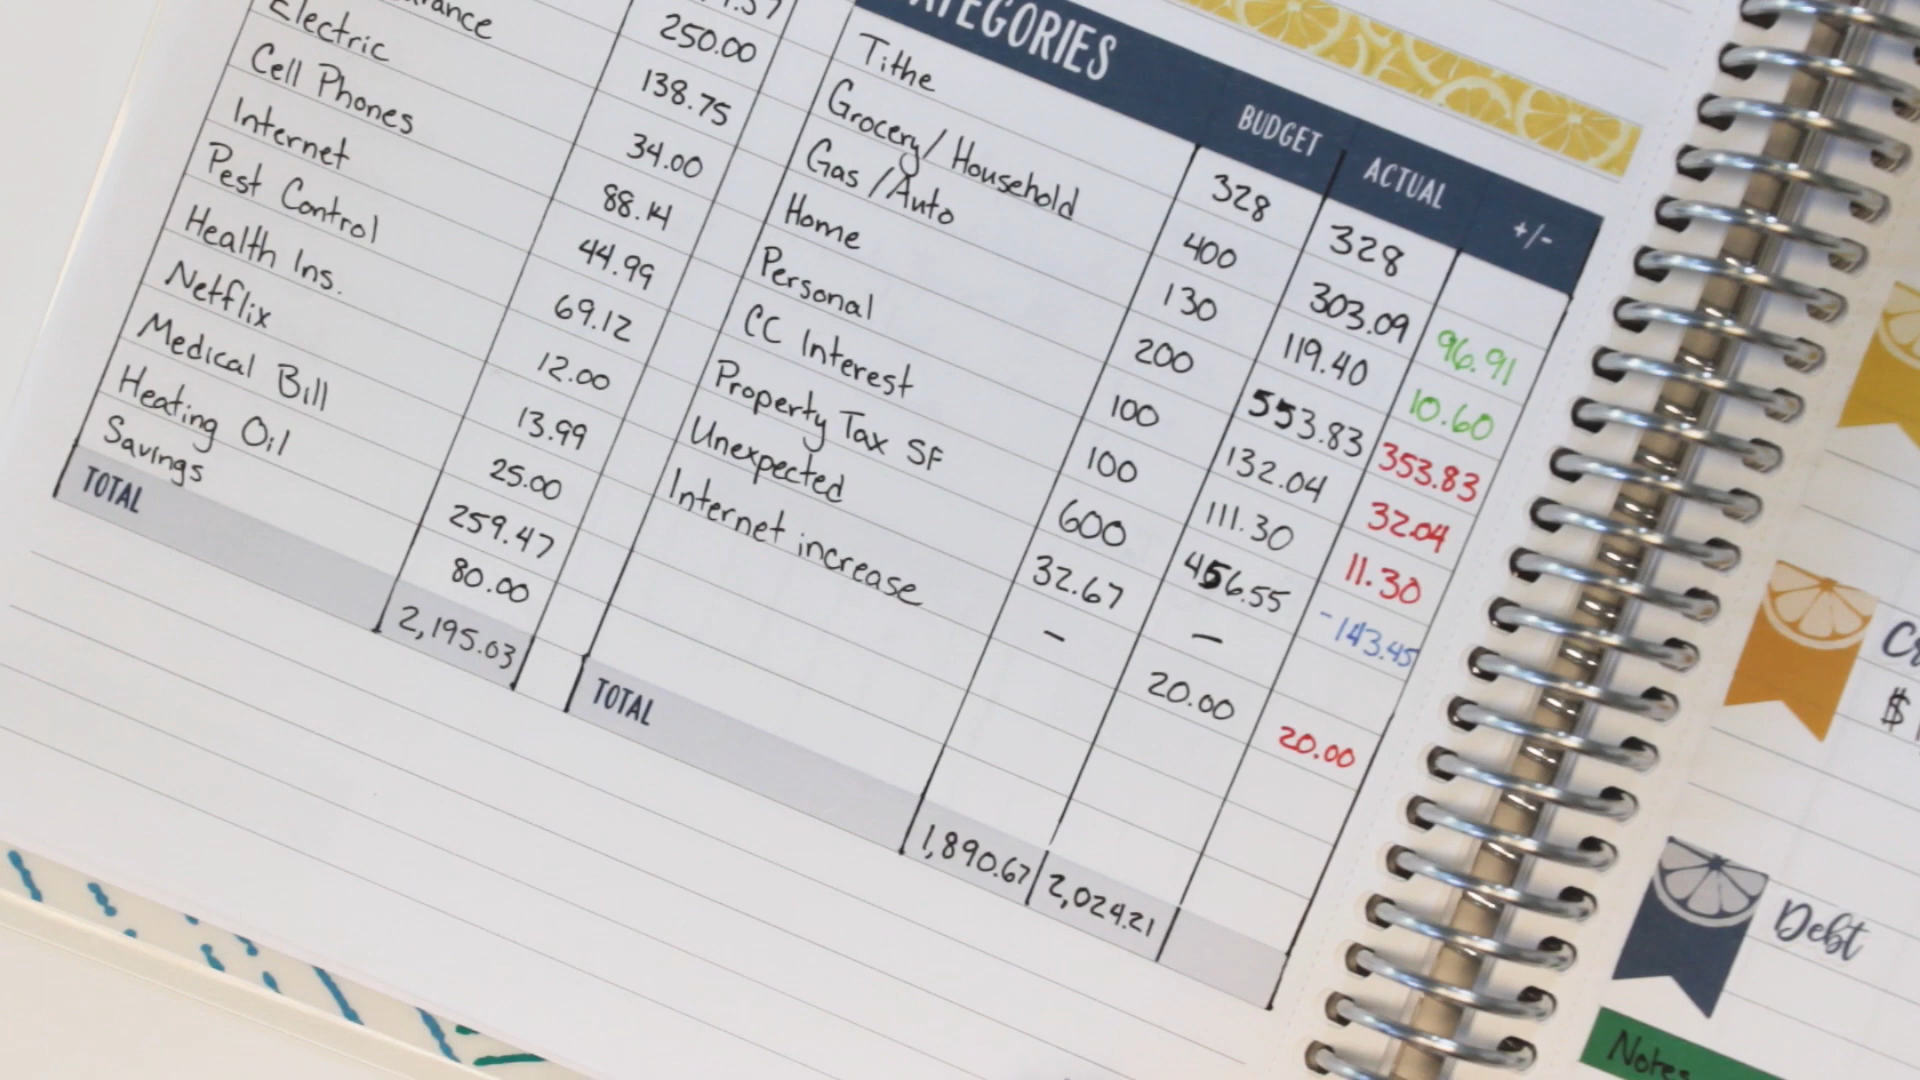 250.00
138.75
Electric 34.00
Cell Phones 88.14
Internet 44.99
Pest Control 69.12
Health Ins. 12.00
Netflix 13.99
Medical Bill 25.00
Heating Oil 259.47
Savings 80.00
TOTAL 2,195.03
BUDGET ACTUAL +/-
Tithe 328 328
Grocery/Household 400 303.09 96.91
Gas/Auto 130 119.40 10.60
Home 200 553.83 353.83
Personal 100 132.04 32.04
CC Interest 100 111.30 11.30
Property Tax SF 600 456.55 -143.45
Unexpected 32.67 –
Internet increase – 20.00 20.00
TOTAL 1,890.67 2,024.21
$
Debt
Notes